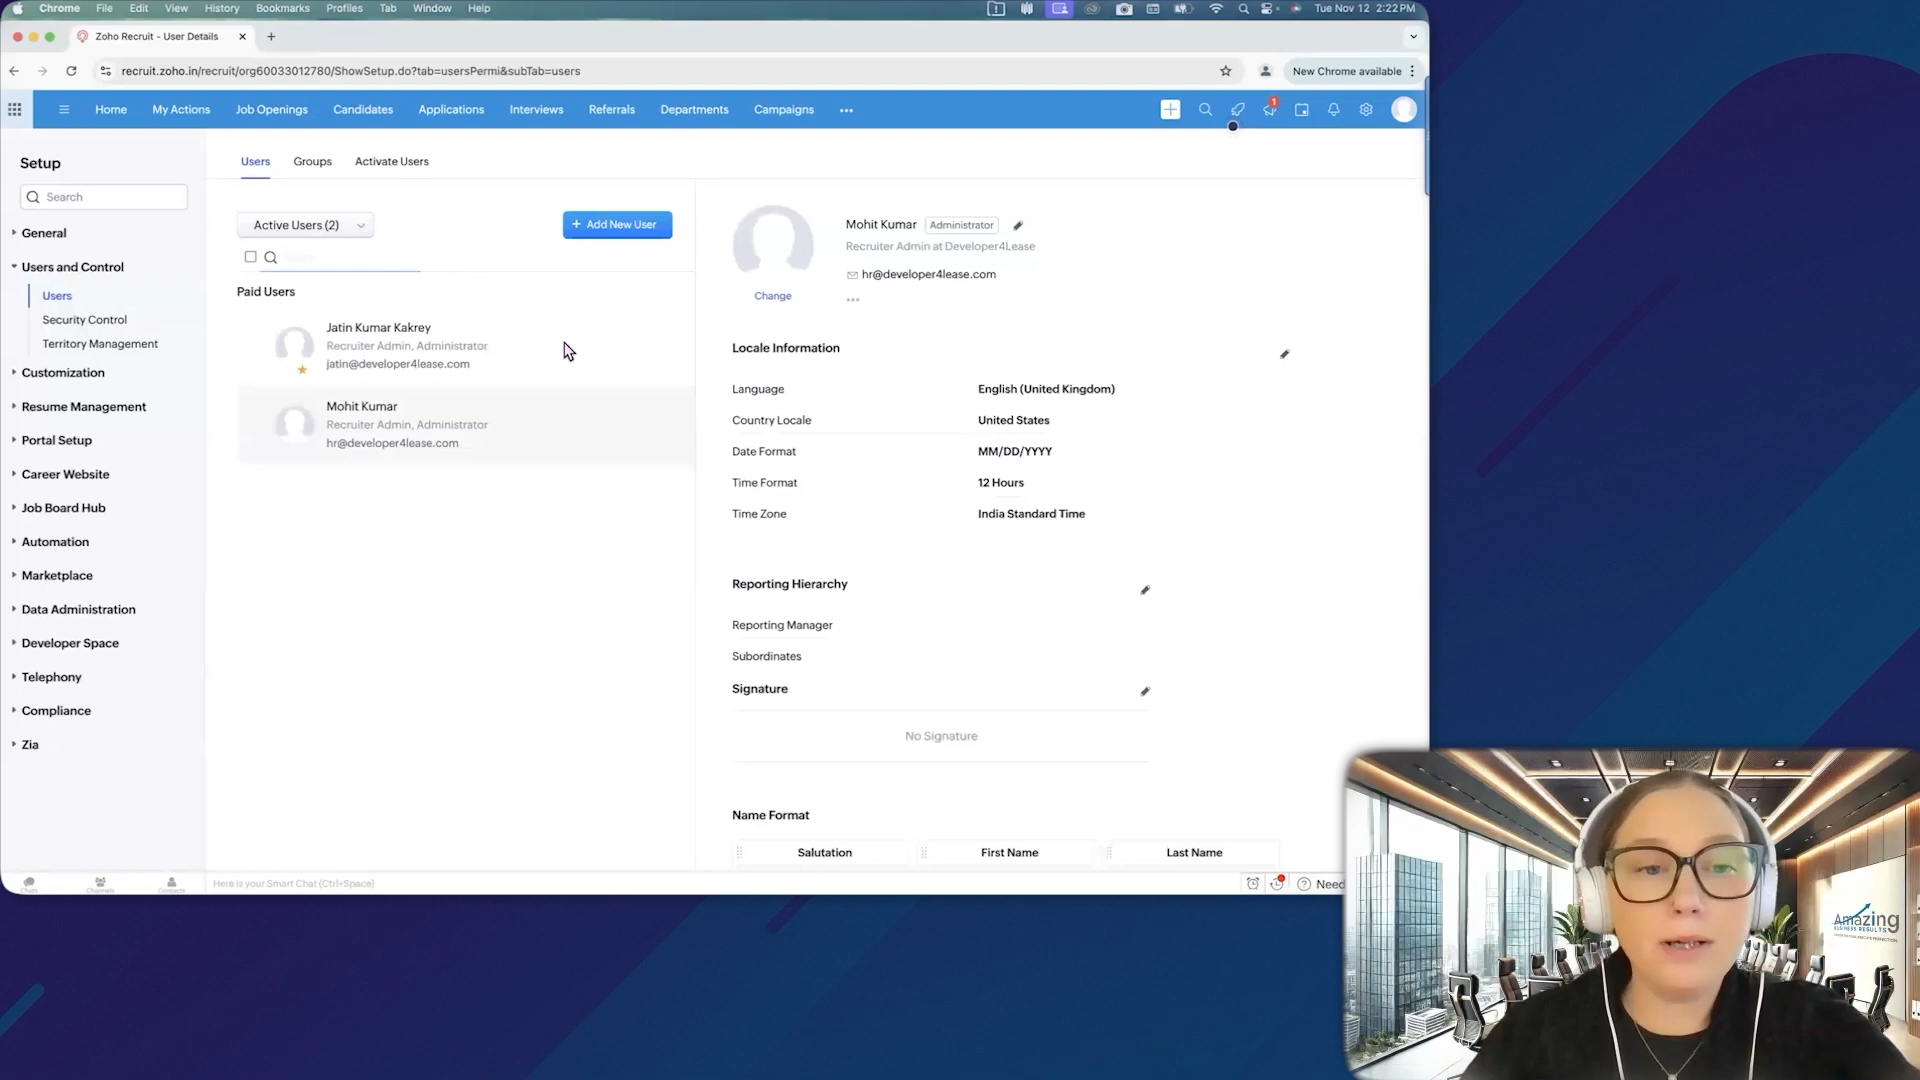 Chrome File Edit View History Bookmarks Profiles Tab Window Help Tue Nov 12 2:22 PM
Zoho Recruit - User Details
recruit.zoho.in/recruit/org60033012780/ShowSetup.do?tab=usersPermi&subTab=users
New Chrome available
Home My Actions Job Openings Candidates Applications Interviews Referrals Departments Campaigns
1
Setup
Search
General
Users and Control
Users
Security Control
Territory Management
Customization
Resume Management
Portal Setup
Career Website
Job Board Hub
Automation
Marketplace
Data Administration
Developer Space
Telephony
Compliance
Zia
Users Groups Activate Users
Active Users (2)
+ Add New User
Paid Users
Jatin Kumar Kakrey
Recruiter Admin, Administrator
jatin@developer4lease.com
Mohit Kumar
Recruiter Admin, Administrator
hr@developer4lease.com
Mohit Kumar Administrator
Recruiter Admin at Developer4Lease
hr@developer4lease.com
Change
Locale Information
Language English (United Kingdom)
Country Locale United States
Date Format MM/DD/YYYY
Time Format 12 Hours
Time Zone India Standard Time
Reporting Hierarchy
Reporting Manager
Subordinates
Signature
No Signature
Name Format
Salutation First Name Last Name
Chats Channels Contacts
Here is your Smart Chat (Ctrl+Space)
Need
Amazing
BUSINESS RESULTS